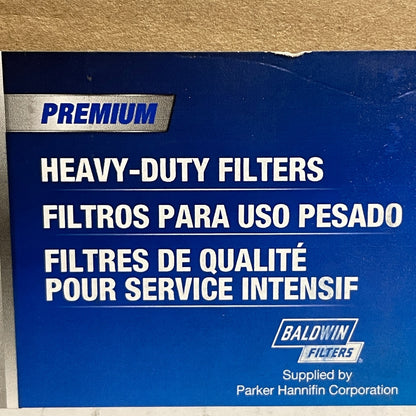 PREMIUM
HEAVY-DUTY FILTERS
FILTROS PARA USO PESADO
FILTRES DE QUALITÉ
POUR SERVICE INTENSIF
BALDWIN
FILTERS
Supplied by
Parker Hannifin Corporation